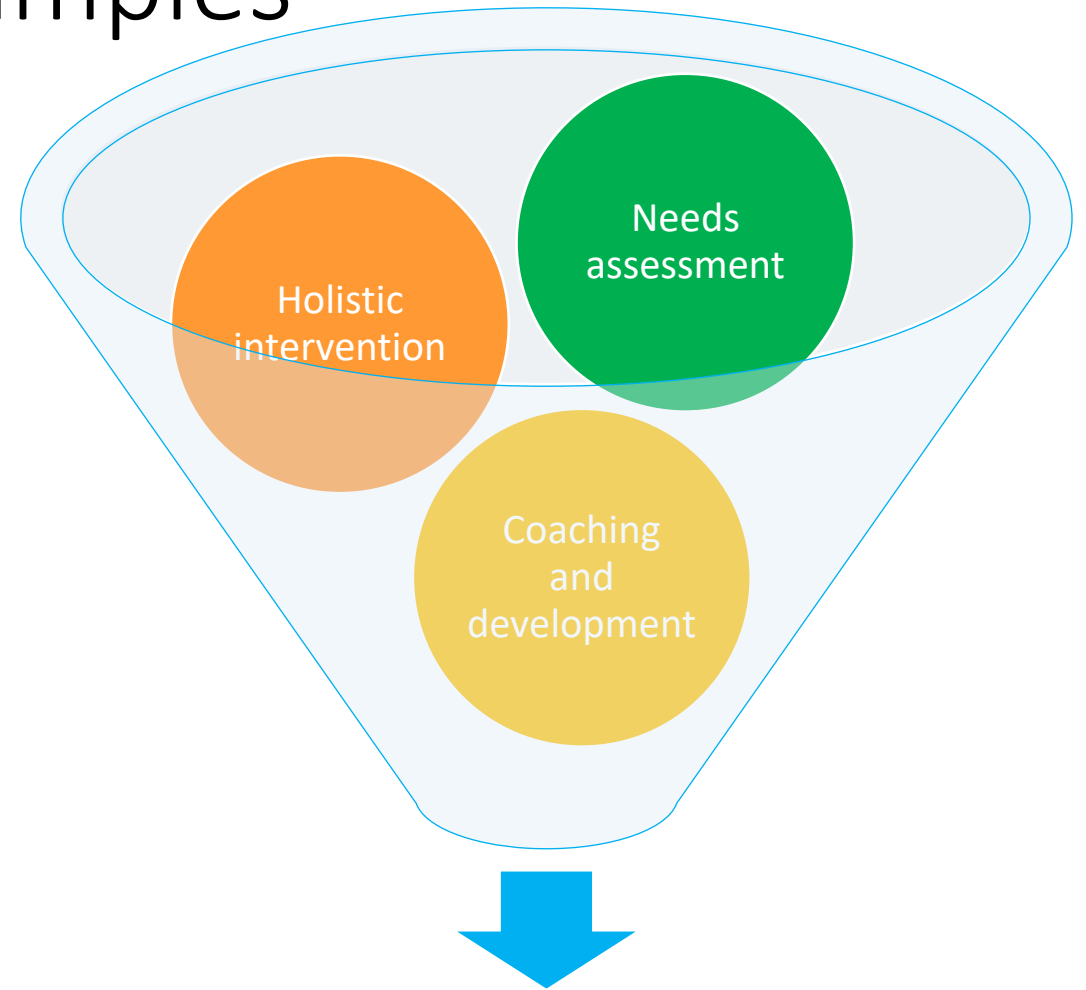 Needs
assessment
Holistic
intervention
Coaching
and
development